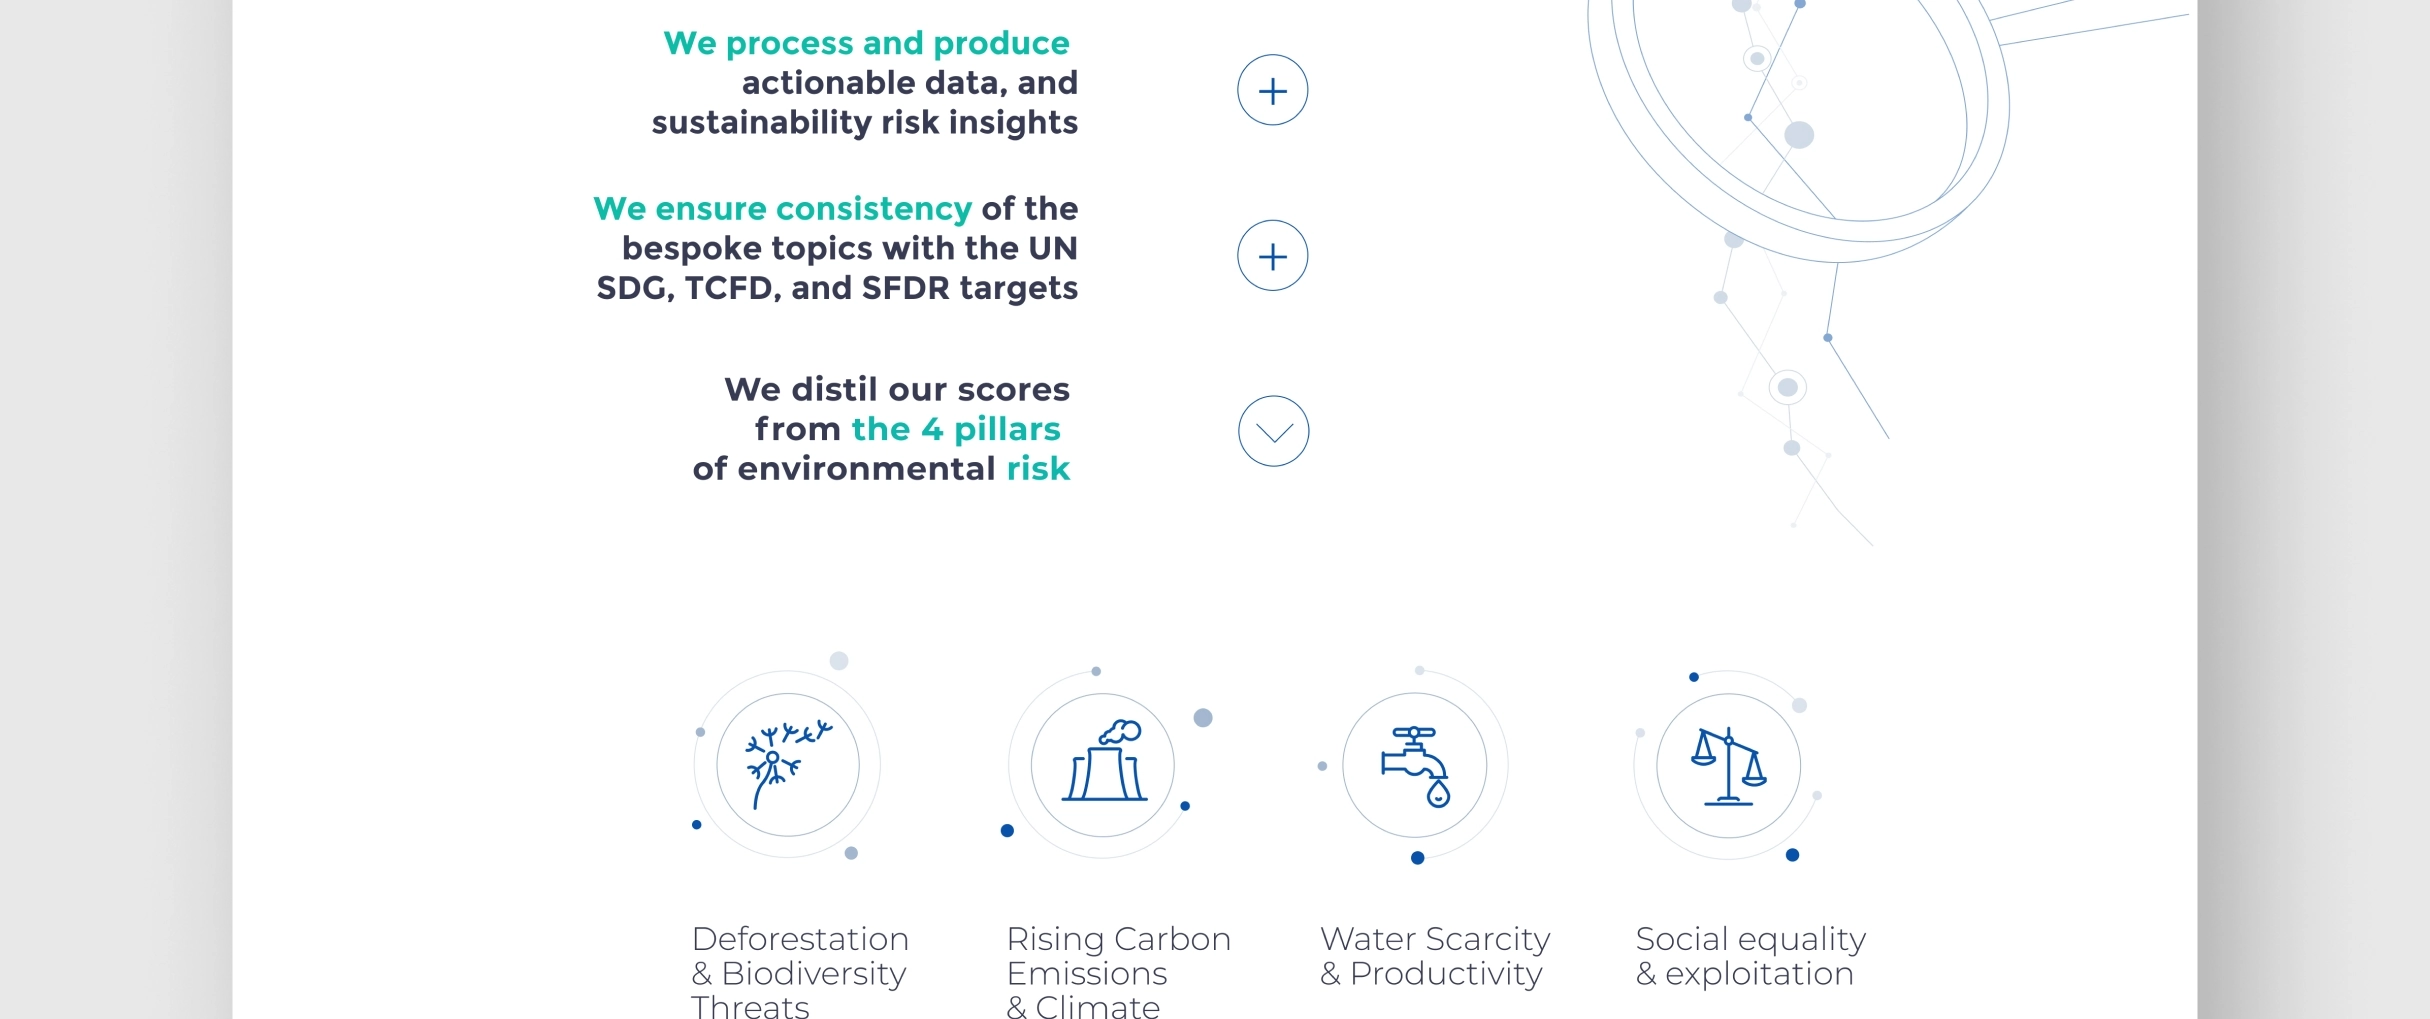 We process and produce
actionable data, and
sustainability risk insights
We ensure consistency of the
bespoke topics with the UN
SDG, TCFD, and SFDR targets
We distil our scores
from the 4 pillars
of environmental risk
Deforestation
& Biodiversity
Threats
Rising Carbon
Emissions
& Climate
Water Scarcity
& Productivity
Social equality
& exploitation